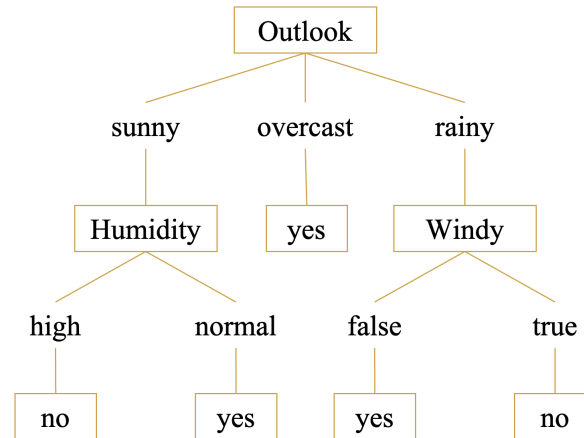 Outlook
sunny overcast rainy
Humidity yes Windy
high normal false true
no yes yes no